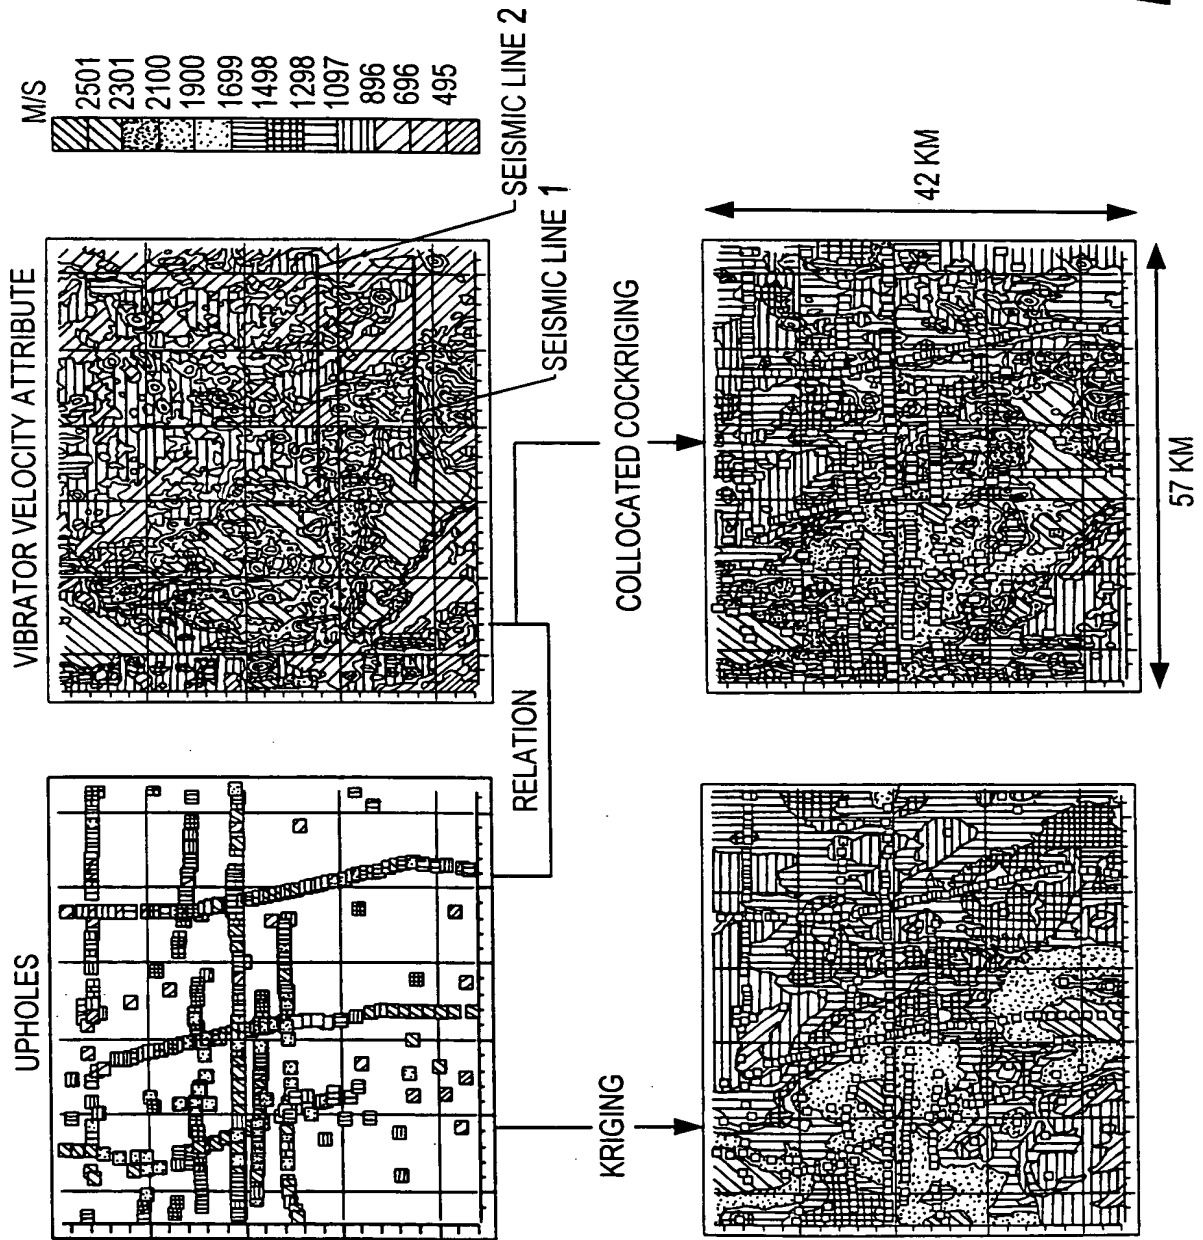 UPHOLES
VIBRATOR VELOCITY ATTRIBUTE
M/S
2501
2301
2100
1900
1699
1498
1298
1097
896
696
495
SEISMIC LINE 2
SEISMIC LINE 1
RELATION
KRIGING
COLLOCATED COCKRIGING
42 KM
57 KM